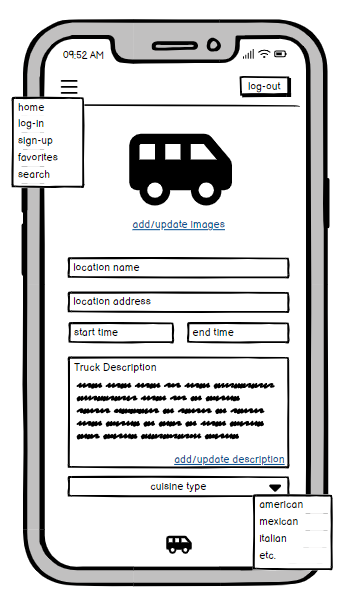 09:52 AM
log-out
home
log-in
sign-up
favorites
search
add/update images
location name
location address
start time
end time
Truck Description
add/update description
cuisine type
american
mexican
italian
etc.